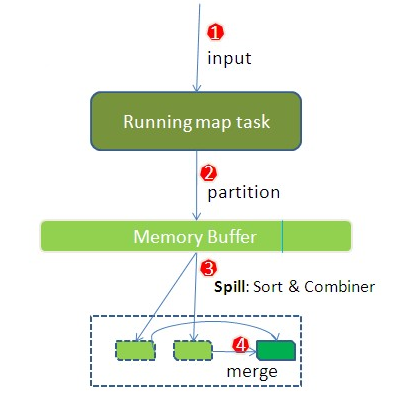 1
input
Running map task
2
partition
Memory Buffer
3
Spill: Sort & Combiner
4
merge